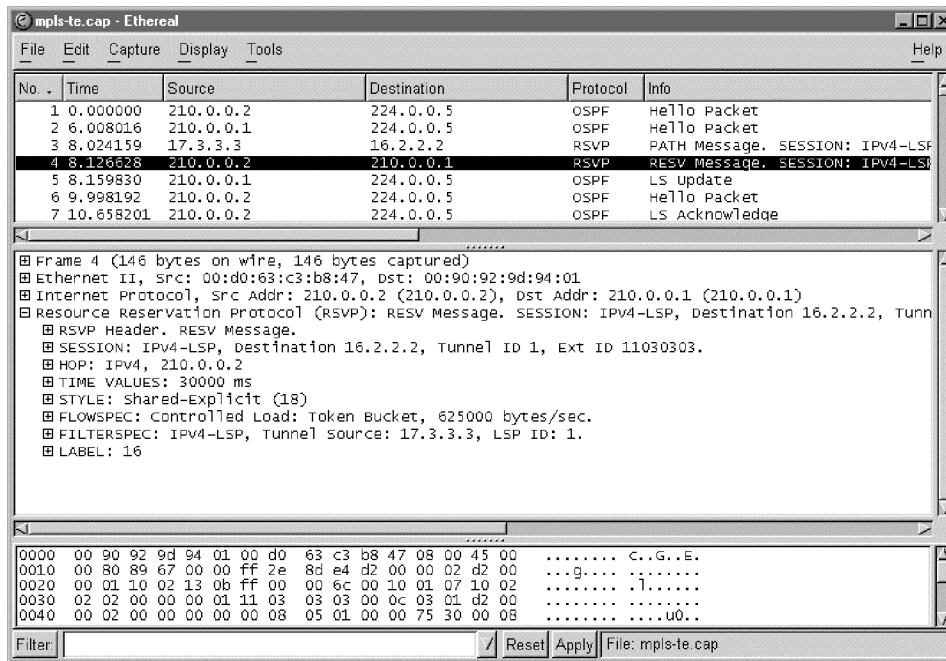 mpls-te.cap - Ethereal
File Edit Capture Display Tools Help
No. Time Source Destination Protocol Info
1 0.000000 210.0.0.2 224.0.0.5 OSPF Hello Packet
2 6.008016 210.0.0.1 224.0.0.5 OSPF Hello Packet
3 8.024159 17.3.3.3 16.2.2.2 RSVP PATH Message. SESSION: IPv4-LSP
4 8.126628 210.0.0.2 210.0.0.1 RSVP RESV Message. SESSION: IPv4-LSP
5 8.159830 210.0.0.1 224.0.0.5 OSPF LS Update
6 9.998192 210.0.0.2 224.0.0.5 OSPF Hello Packet
7 10.658201 210.0.0.2 224.0.0.5 OSPF LS Acknowledge
Frame 4 (146 bytes on wire, 146 bytes captured)
Ethernet II, Src: 00:d0:63:c3:b8:47, Dst: 00:90:92:9d:94:01
Internet Protocol, Src Addr: 210.0.0.2 (210.0.0.2), Dst Addr: 210.0.0.1 (210.0.0.1)
Resource Reservation Protocol (RSVP): RESV Message. SESSION: IPv4-LSP, Destination 16.2.2.2, Tunn
RSVP Header. RESV Message.
SESSION: IPv4-LSP, Destination 16.2.2.2, Tunnel ID 1, Ext ID 11030303.
HOP: IPv4, 210.0.0.2
TIME VALUES: 30000 ms
STYLE: Shared-Explicit (18)
FLOWSPEC: Controlled Load: Token Bucket, 625000 bytes/sec.
FILTERSPEC: IPv4-LSP, Tunnel Source: 17.3.3.3, LSP ID: 1.
LABEL: 16
0000 00 90 92 9d 94 01 00 d0 63 c3 b8 47 08 00 45 00 ........ c..G..E.
0010 00 80 89 67 00 00 ff 2e 8d e4 d2 00 00 02 d2 00 ...g.... ........
0020 00 01 10 02 13 0b ff 00 00 6c 00 10 01 07 10 02 ........ .l......
0030 02 02 00 00 00 01 11 03 03 03 00 0c 03 01 d2 00 ........ ........
0040 00 02 00 00 00 00 00 08 05 01 00 00 75 30 00 08 ........ ....u0..
Filter: Reset Apply File: mpls-te.cap